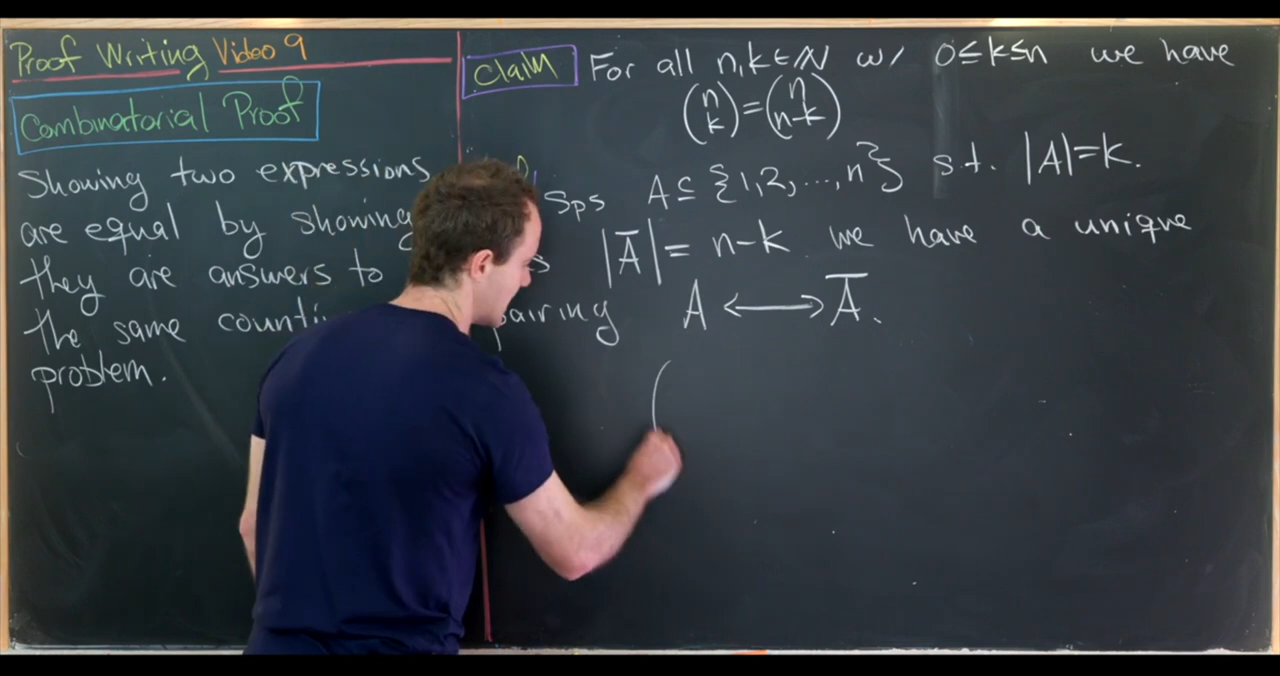 Proof Writing Video 9
Combinatorial Proof
Showing two expressions
are equal by showing
they are answers to
the same
problem.
Claim For all n, k ∈ ℕ w/ 0 ≤ k ≤ n we have
(n k) = (n n-k)
Sps A ⊆ {1, 2, ..., n} s.t. |A| = k.
|A̅| = n-k we have a unique
pairing A ⟷ A̅.
(